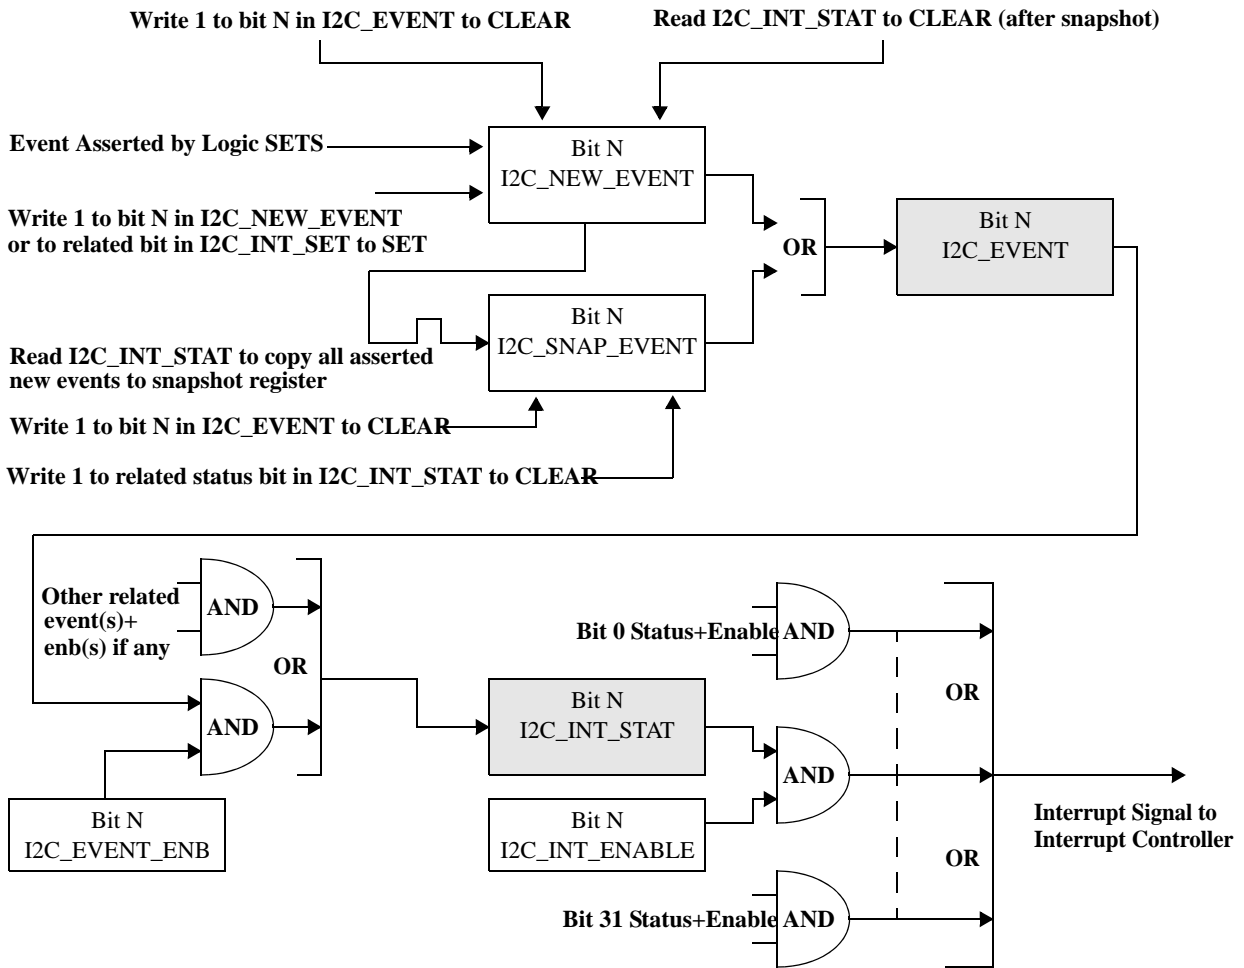 Write 1 to bit N in I2C_EVENT to CLEAR
Read I2C_INT_STAT to CLEAR (after snapshot)
Event Asserted by Logic SETS
Bit N
I2C_NEW_EVENT
Write 1 to bit N in I2C_NEW_EVENT
or to related bit in I2C_INT_SET to SET
OR
Bit N
I2C_EVENT
Bit N
I2C_SNAP_EVENT
Read I2C_INT_STAT to copy all asserted
new events to snapshot register
Write 1 to bit N in I2C_EVENT to CLEAR
Write 1 to related status bit in I2C_INT_STAT to CLEAR
Other related
event(s)+
enb(s) if any
AND
OR
AND
Bit N
I2C_EVENT_ENB
Bit N
I2C_INT_STAT
Bit N
I2C_INT_ENABLE
Bit 0 Status+Enable
AND
OR
AND
OR
Bit 31 Status+Enable
AND
Interrupt Signal to
Interrupt Controller